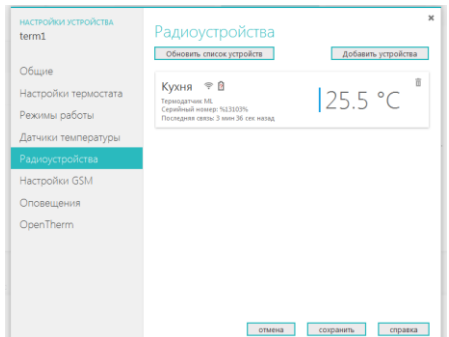 НАСТРОЙКИ УСТРОЙСТВА
term1
Общие
Настройки термостата
Режимы работы
Датчики температуры
Радиоустройства
Настройки GSM
Оповещения
OpenTherm
Радиоустройства
Обновить список устройств
Добавить устройства
Кухня
Термодатчик ML
Серийный номер: %23103%
Последняя связь: 3 мин 36 сек назад
25.5 °C
отмена
сохранить
справка